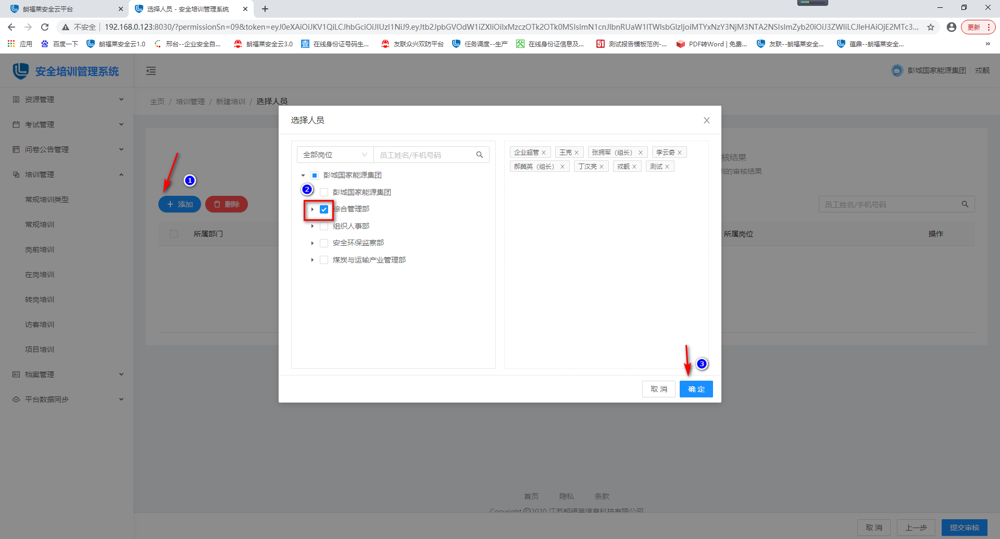 朗福莱安全云平台
选择人员 - 安全培训管理系统
不安全
192.168.0.123:8030/?permissionSn=09&token=eyJ0eXAiOiJKV1QiLCJhbGciOiJIUzI1NiJ9.eyJtb2JpbGVOdW1iZXIiOiIxMzczOTk2OTk0MSIsImN1cnJlbnRUaW1lTWlsbGlzIjoiMTYxNzY3NjM3NTA2NSIsImZyb20iOiJ3ZWIiLCJleHAiOjE2MTc3...
更新
应用
百度一下
朗福莱安全云1.0
邢台--企业安全自...
朗福莱安全云3.0
查 在线身份证号码生...
友联众兴双防平台
任务调度--生产
在线身份证信息及...
51 测试报告模板范例-...
PDF转Word | 免费...
友联--朗福莱安全...
蕴鼎--朗福莱安全...
安全培训管理系统
彭城国家能源集团
戎靓
资源管理
考试管理
问卷公告管理
培训管理
常规培训类型
常规培训
岗前培训
在岗培训
转岗培训
访客培训
项目培训
档案管理
平台数据同步
主页 / 培训管理 / 新建培训 / 选择人员
核结果
训的审核结果
1
添加
删除
员工姓名/手机号码
所属部门
所属岗位
操作
选择人员
全部岗位
员工姓名/手机号码
彭城国家能源集团
2
彭城国家能源集团
综合管理部
组织人事部
安全环保监察部
煤炭与运输产业管理部
企业超管
王亮
张拥军（组长）
李云奇
郝冀英（组长）
丁汉亮
戎靓
测试
3
取 消
确 定
首页
隐私
条款
Copyright ©2020 江苏朗福莱信息科技有限公司
取 消
上一步
提交审核